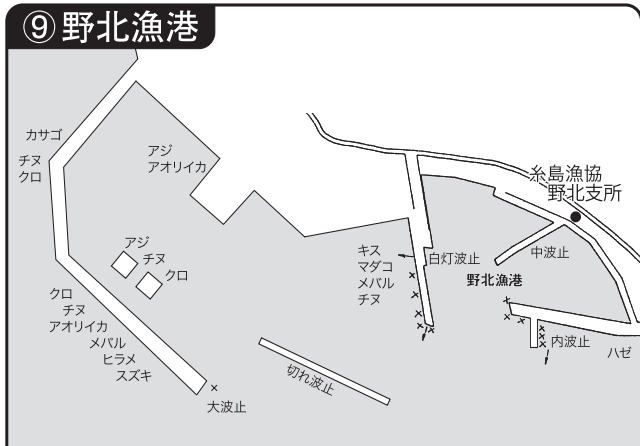 ⑨野北漁港
カサゴ
チヌ
クロ
アジ
アオリイカ
糸島漁協
野北支所
アジ
チヌ
クロ
キス
マダコ
メバル
チヌ
白灯波止
中波止
野北漁港
クロ
チヌ
アオリイカ
メバル
ヒラメ
スズキ
大波止
切れ波止
内波止
ハゼ